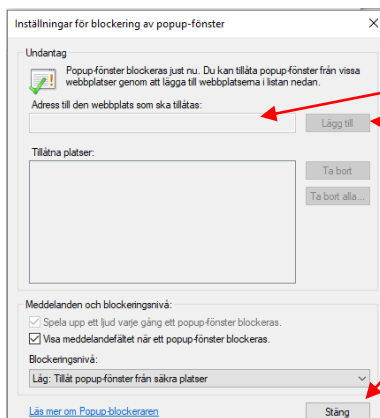 Inställningar för blockering av popup-fönster
Undantag
Popup-fönster blockeras just nu. Du kan tillåta popup-fönster från vissa
webbplatser genom att lägga till webbplatserna i listan nedan.
Adress till den webbplats som ska tillåtas:
Lägg till
Tillåtna platser:
Ta bort
Ta bort alla...
Meddelanden och blockeringsnivå:
Spela upp ett ljud varje gång ett popup-fönster blockeras.
Visa meddelandefältet när ett popup-fönster blockeras.
Blockeringsnivå:
Låg: Tillåt popup-fönster från säkra platser
Läs mer om Popup-blockeraren
Stäng